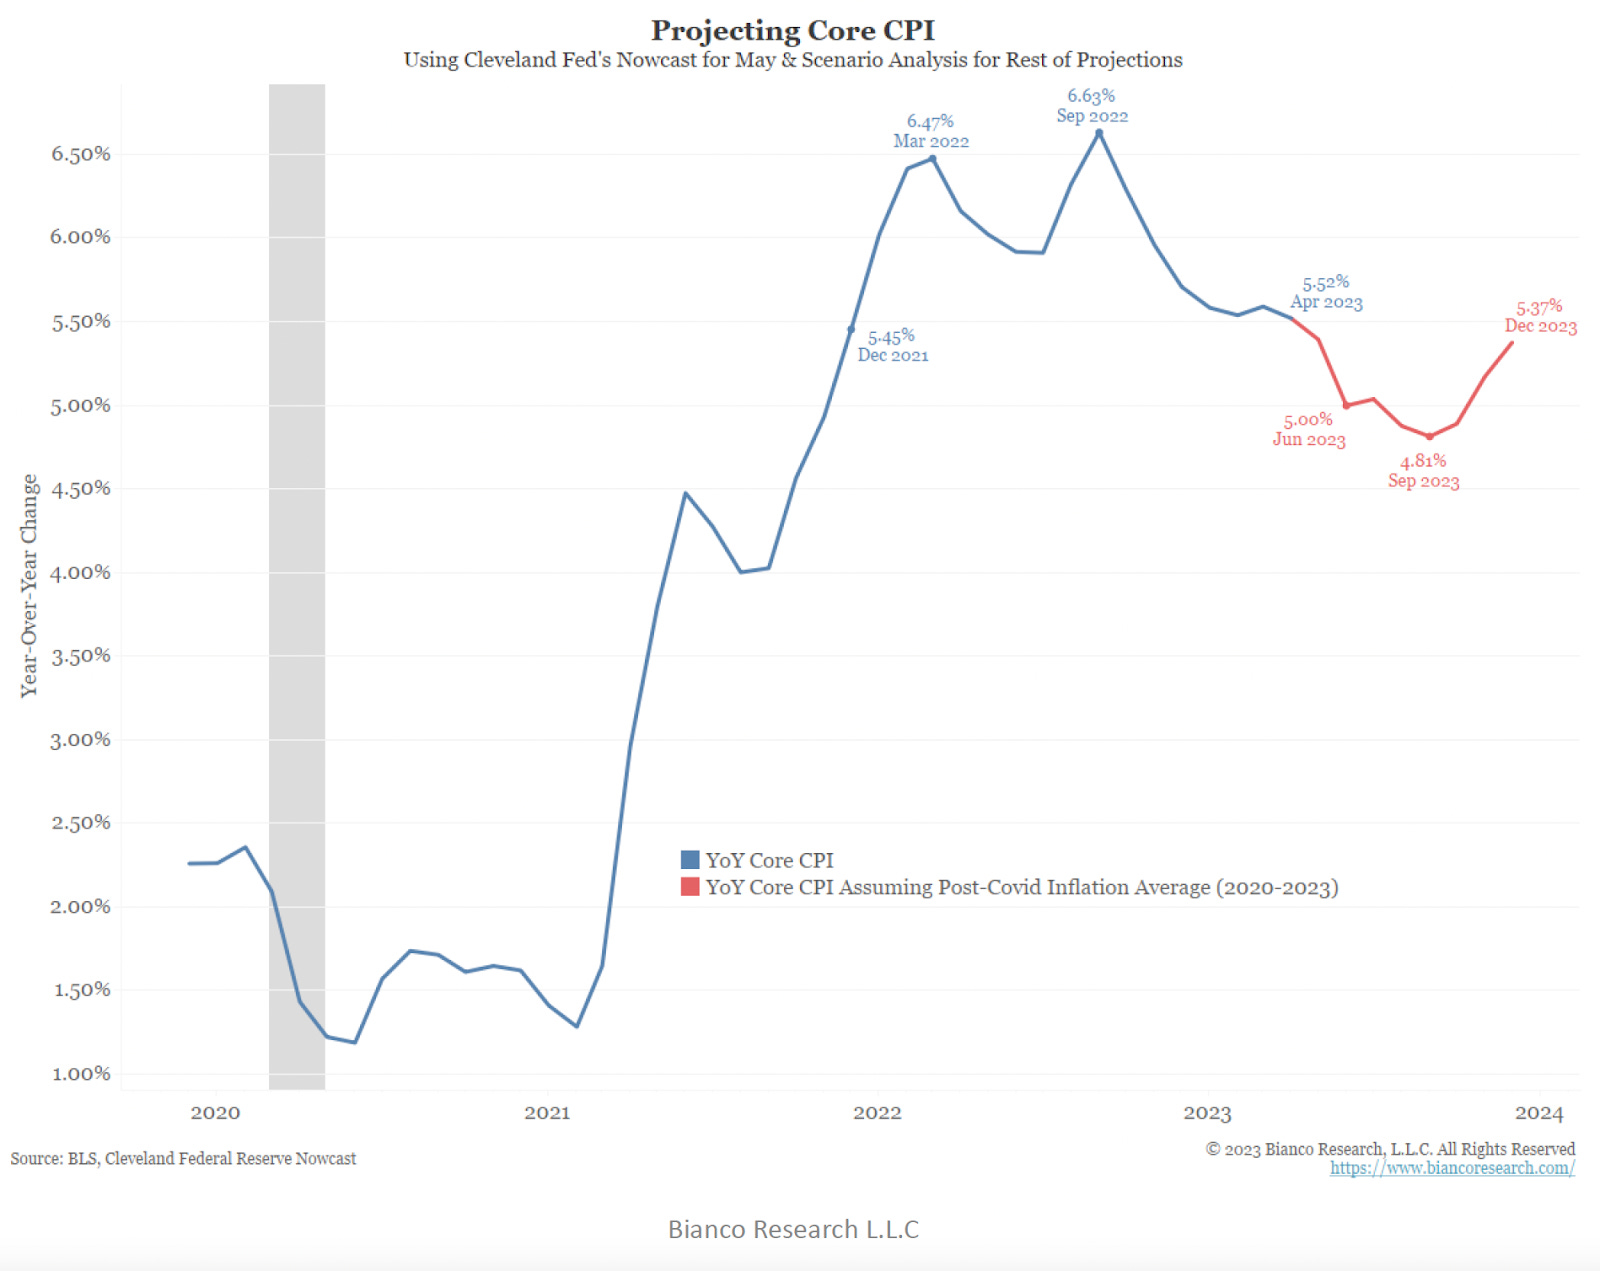 Projecting Core CPI
Using Cleveland Fed's Nowcast for May & Scenario Analysis for Rest of Projections
Year-Over-Year Change
6.50%
6.00%
5.50%
5.00%
4.50%
4.00%
3.50%
3.00%
2.50%
2.00%
1.50%
1.00%
6.47%
Mar 2022
6.63%
Sep 2022
5.45%
Dec 2021
5.52%
Apr 2023
5.37%
Dec 2023
5.00%
Jun 2023
4.81%
Sep 2023
YoY Core CPI
YoY Core CPI Assuming Post-Covid Inflation Average (2020-2023)
2020
2021
2022
2023
2024
Source: BLS, Cleveland Federal Reserve Nowcast
© 2023 Bianco Research, L.L.C. All Rights Reserved
https://www.biancoresearch.com/
Bianco Research L.L.C